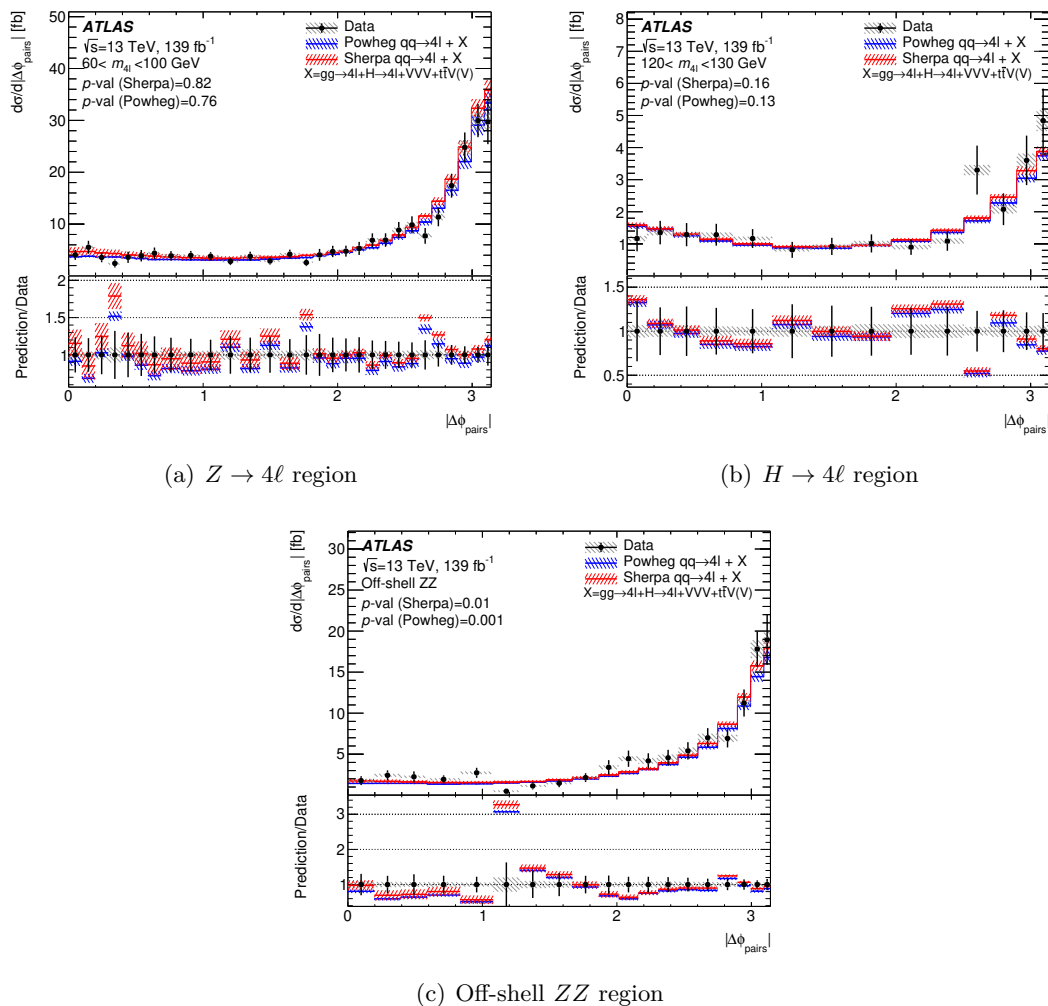 dσ/d|Δϕpairs| [fb]
50
40
30
20
10
ATLAS
√s=13 TeV, 139 fb-1
60< m4l <100 GeV
p-val (Sherpa)=0.82
p-val (Powheg)=0.76
Data
Powheg qq→4l + X
Sherpa qq→4l + X
X=gg→4l+H→4l+VVV+tt̄V(V)
Prediction/Data
2
1.5
1
0 1 2 3
|Δϕpairs|
(a) Z → 4ℓ region
dσ/d|Δϕpairs| [fb]
8
7
6
5
4
3
2
1
ATLAS
√s=13 TeV, 139 fb-1
120< m4l <130 GeV
p-val (Sherpa)=0.16
p-val (Powheg)=0.13
Data
Powheg qq→4l + X
Sherpa qq→4l + X
X=gg→4l+H→4l+VVV+tt̄V(V)
Prediction/Data
1.5
1
0.5
0 1 2 3
|Δϕpairs|
(b) H → 4ℓ region
dσ/d|Δϕpairs| [fb]
30
25
20
15
10
5
ATLAS
√s=13 TeV, 139 fb-1
Off-shell ZZ
p-val (Sherpa)=0.01
p-val (Powheg)=0.001
Data
Powheg qq→4l + X
Sherpa qq→4l + X
X=gg→4l+H→4l+VVV+tt̄V(V)
Prediction/Data
3
2
1
0 1 2 3
|Δϕpairs|
(c) Off-shell ZZ region